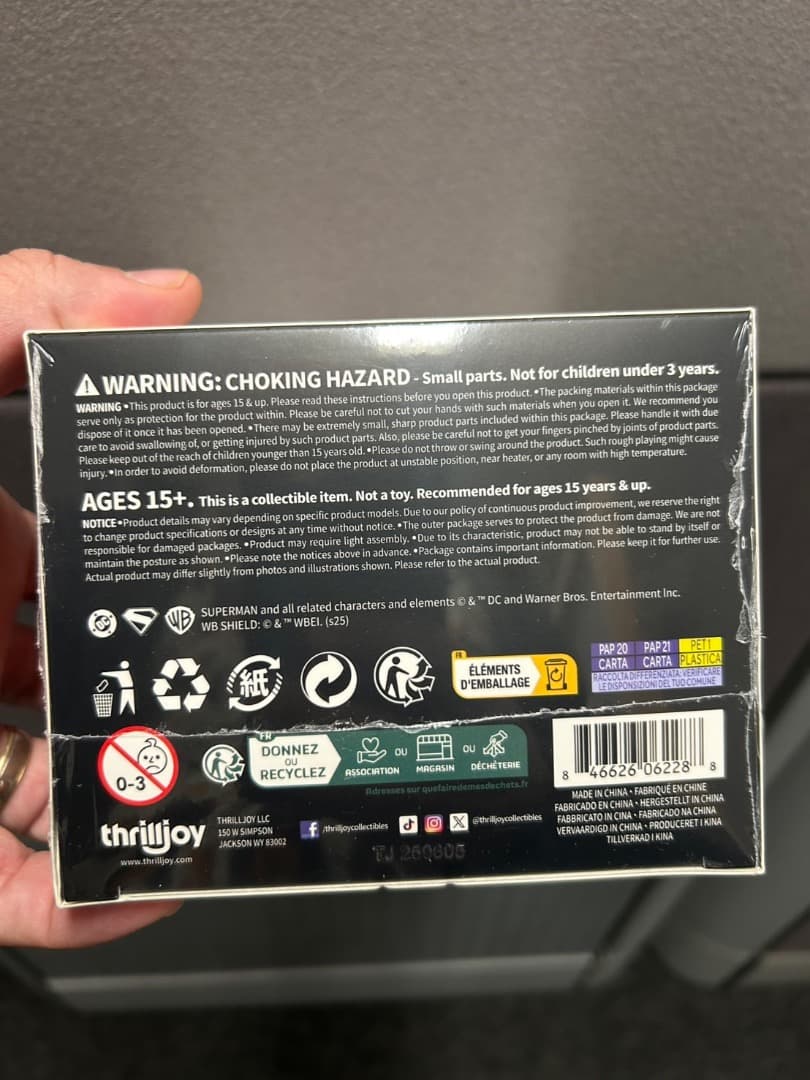 WARNING: CHOKING HAZARD - Small parts. Not for children under 3 years.
WARNING •This product is for ages 15 & up. Please read these instructions before you open this product. •The packing materials within this package
serve only as protection for the product within. Please be careful not to cut your hands with such materials when you open it. We recommend you
dispose of it once it has been opened. •There may be extremely small, sharp product parts included within this package. Please handle it with due
care to avoid swallowing of, or getting injured by such product parts. Also, please be careful not to get your fingers pinched by joints of product parts.
Please keep out of the reach of children younger than 15 years old. •Please do not throw or swing around the product. Such rough playing might cause
injury. •In order to avoid deformation, please do not place the product at unstable position, near heater, or any room with high temperature.
AGES 15+. This is a collectible item. Not a toy. Recommended for ages 15 years & up.
NOTICE •Product details may vary depending on specific product models. Due to our policy of continuous product improvement, we reserve the right
to change product specifications or designs at any time without notice. •The outer package serves to protect the product from damage. We are not
responsible for damaged packages. •Product may require light assembly. •Due to its characteristic, product may not be able to stand by itself or
maintain the posture as shown. •Please note the notices above in advance. •Package contains important information. Please keep it for further use.
Actual product may differ slightly from photos and illustrations shown. Please refer to the actual product.
DC
WB
SUPERMAN and all related characters and elements © & ™ DC and Warner Bros. Entertainment Inc.
WB SHIELD: © & ™ WBEI. (s25)
紙
FR
ÉLÉMENTS
D'EMBALLAGE
PAP 20 PAP 21 PET 1
CARTA CARTA PLASTICA
RACCOLTA DIFFERENZIATA: VERIFICARE
LE DISPONSIZIONI DEL TUO COMUNE
0-3
FR
DONNEZ
OU
RECYCLEZ
ASSOCIATION
OU
MAGASIN
OU
DÉCHÈTERIE
Adresses sur quefairedemesdechets.fr
8 46626 06228 8
MADE IN CHINA • FABRIQUÉ EN CHINE
FABRICADO EN CHINA • HERGESTELLT IN CHINA
FABBRICATO IN CINA • FABRICADO NA CHINA
VERVAARDIGD IN CHINA • PRODUCERET I KINA
TILLVERKAD I KINA
thrilljoy
www.thrilljoy.com
THRILLJOY LLC
150 W SIMPSON
JACKSON WY 83002
f /thrilljoycollectibles
X @thrilljoycollectibles
TJ 250605